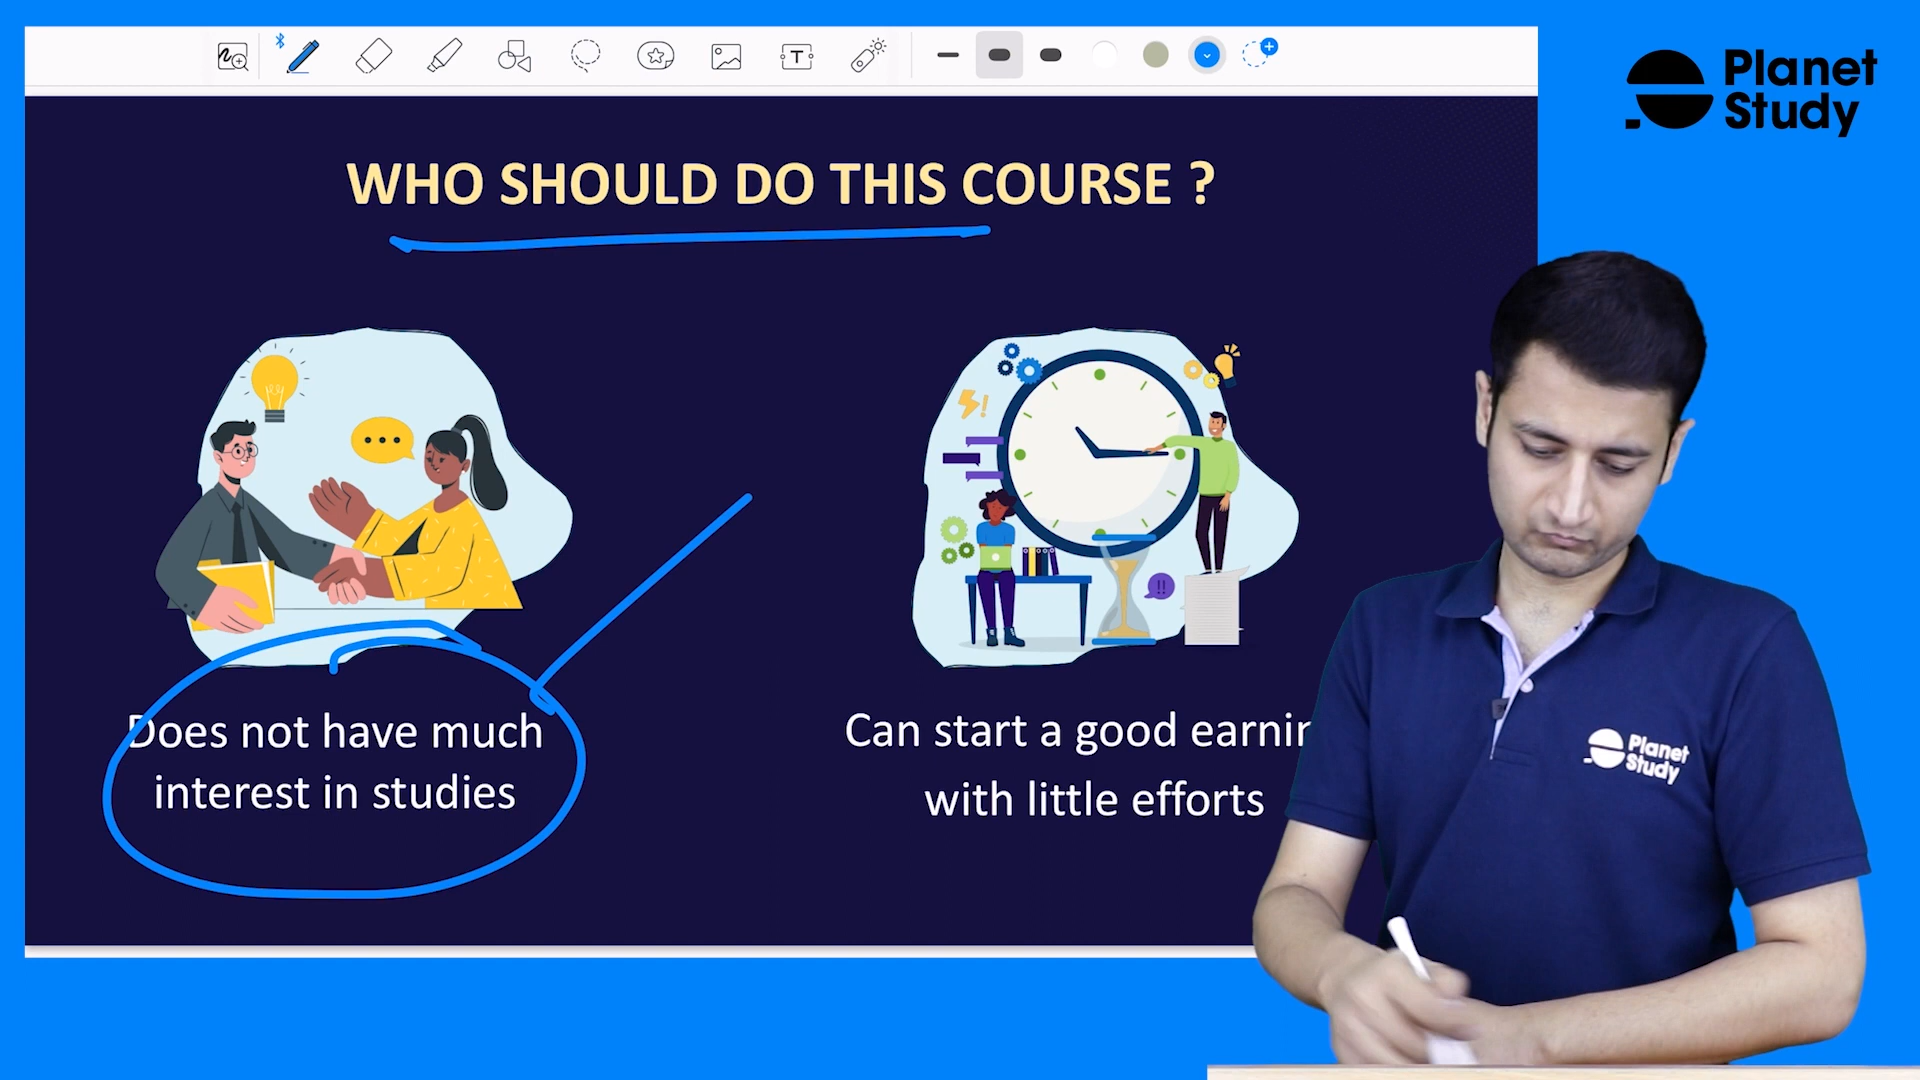 Planet
Study
WHO SHOULD DO THIS COURSE ?
Does not have much
interest in studies
Can start a good
with little efforts
Planet
Study